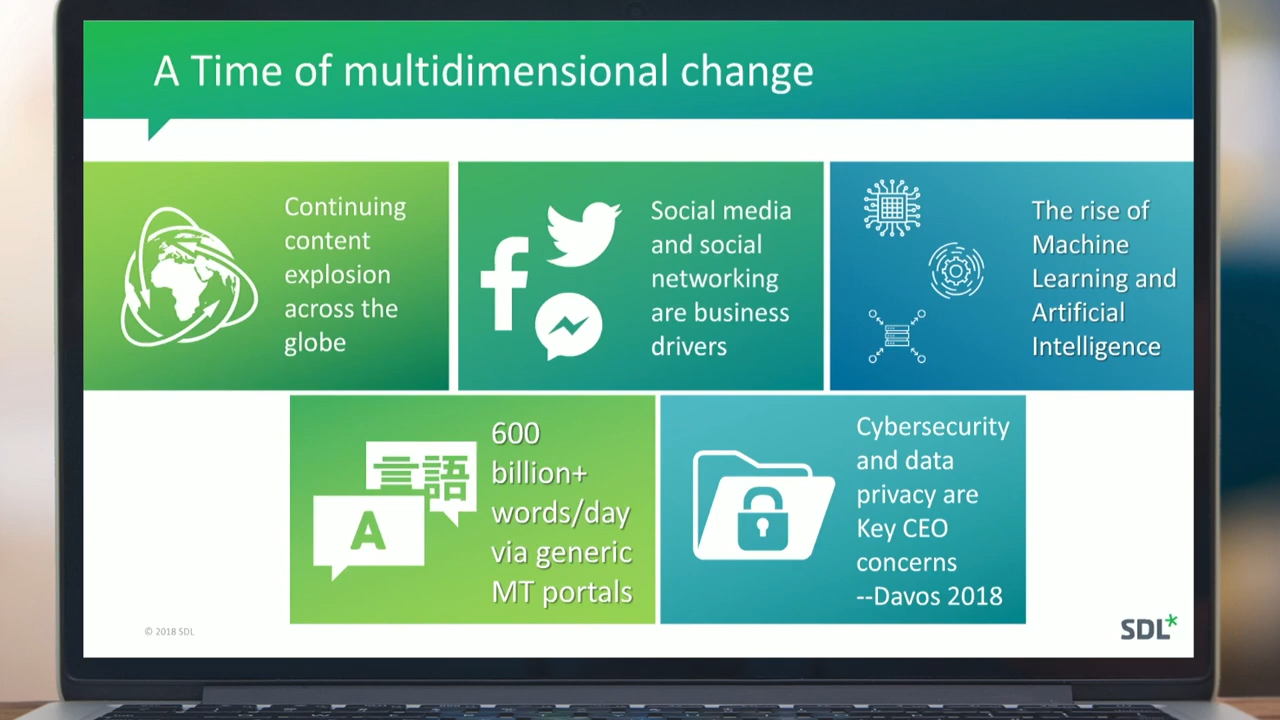 A Time of multidimensional change
Continuing
content
explosion
across the
globe
Social media
and social
networking
are business
drivers
The rise of
Machine
Learning and
Artificial
Intelligence
言語
A
600
billion+
words/day
via generic
MT portals
Cybersecurity
and data
privacy are
Key CEO
concerns
--Davos 2018
© 2018 SDL
SDL*